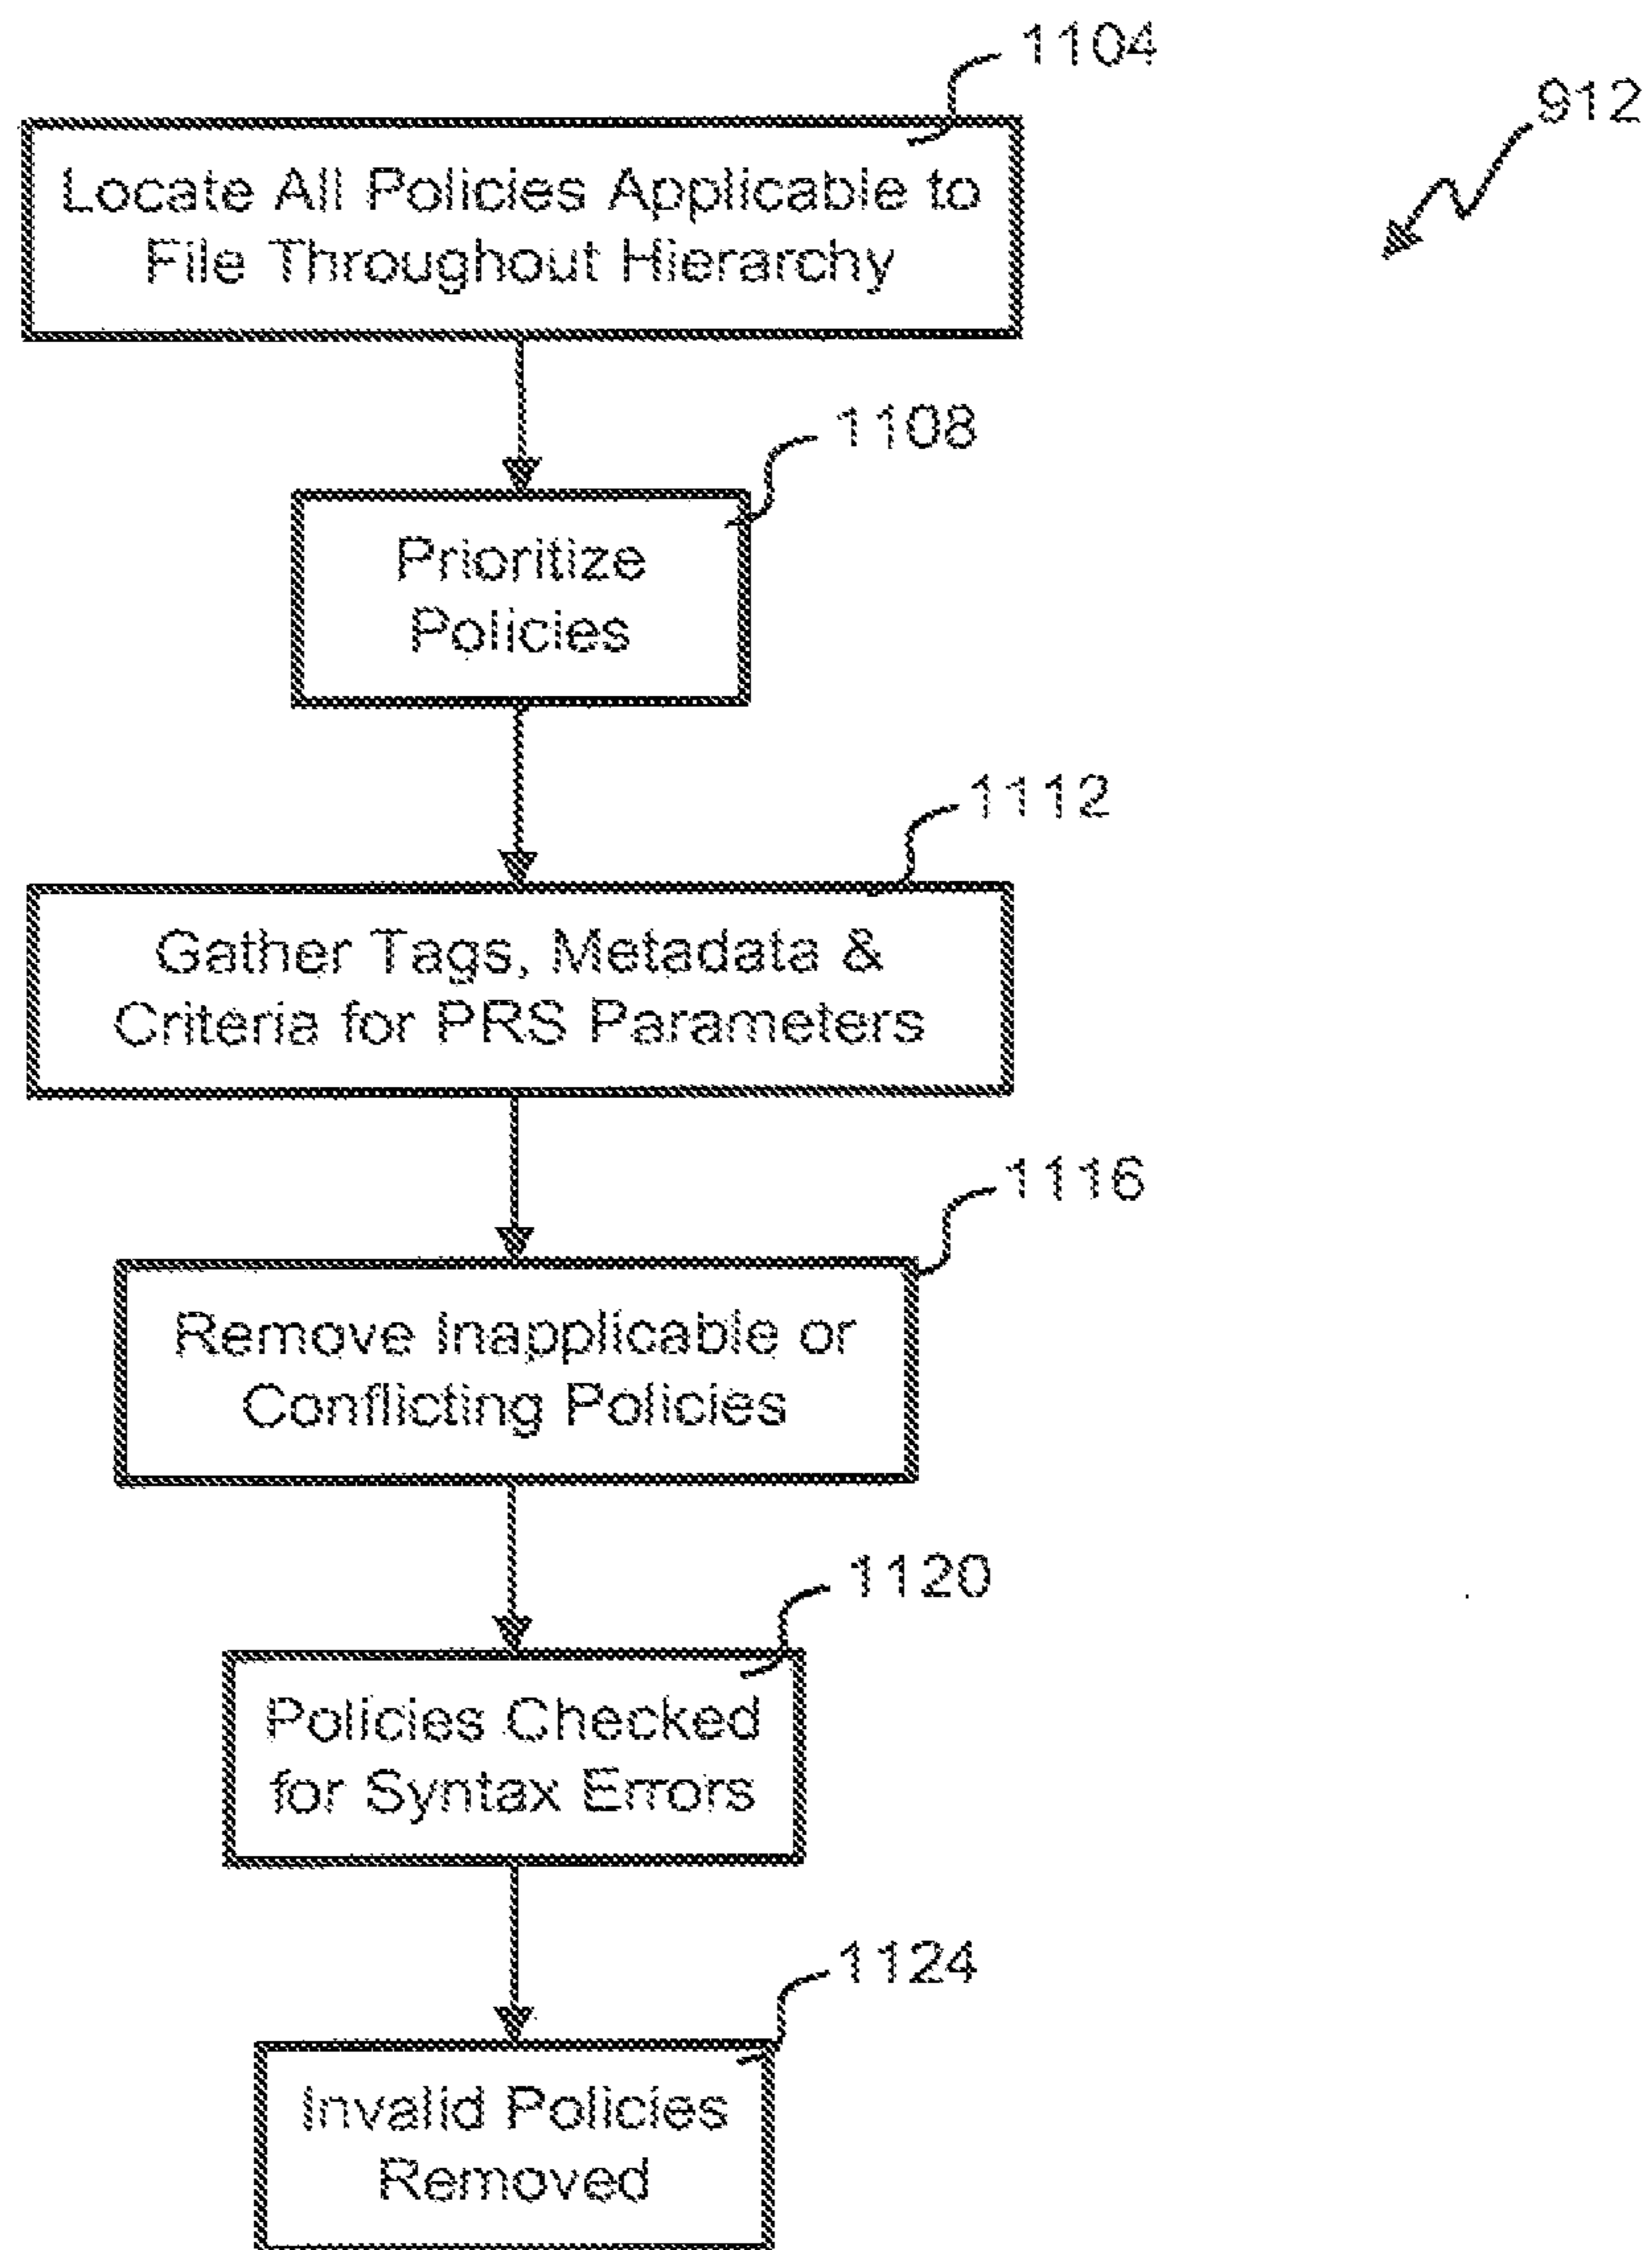 1104
912
Locate All Policies Applicable to
File Throughout Hierarchy
1108
Prioritize
Policies
1112
Gather Tags, Metadata &
Criteria for PRS Parameters
1116
Remove Inapplicable or
Conflicting Policies
1120
Policies Checked
for Syntax Errors
1124
Invalid Policies
Removed